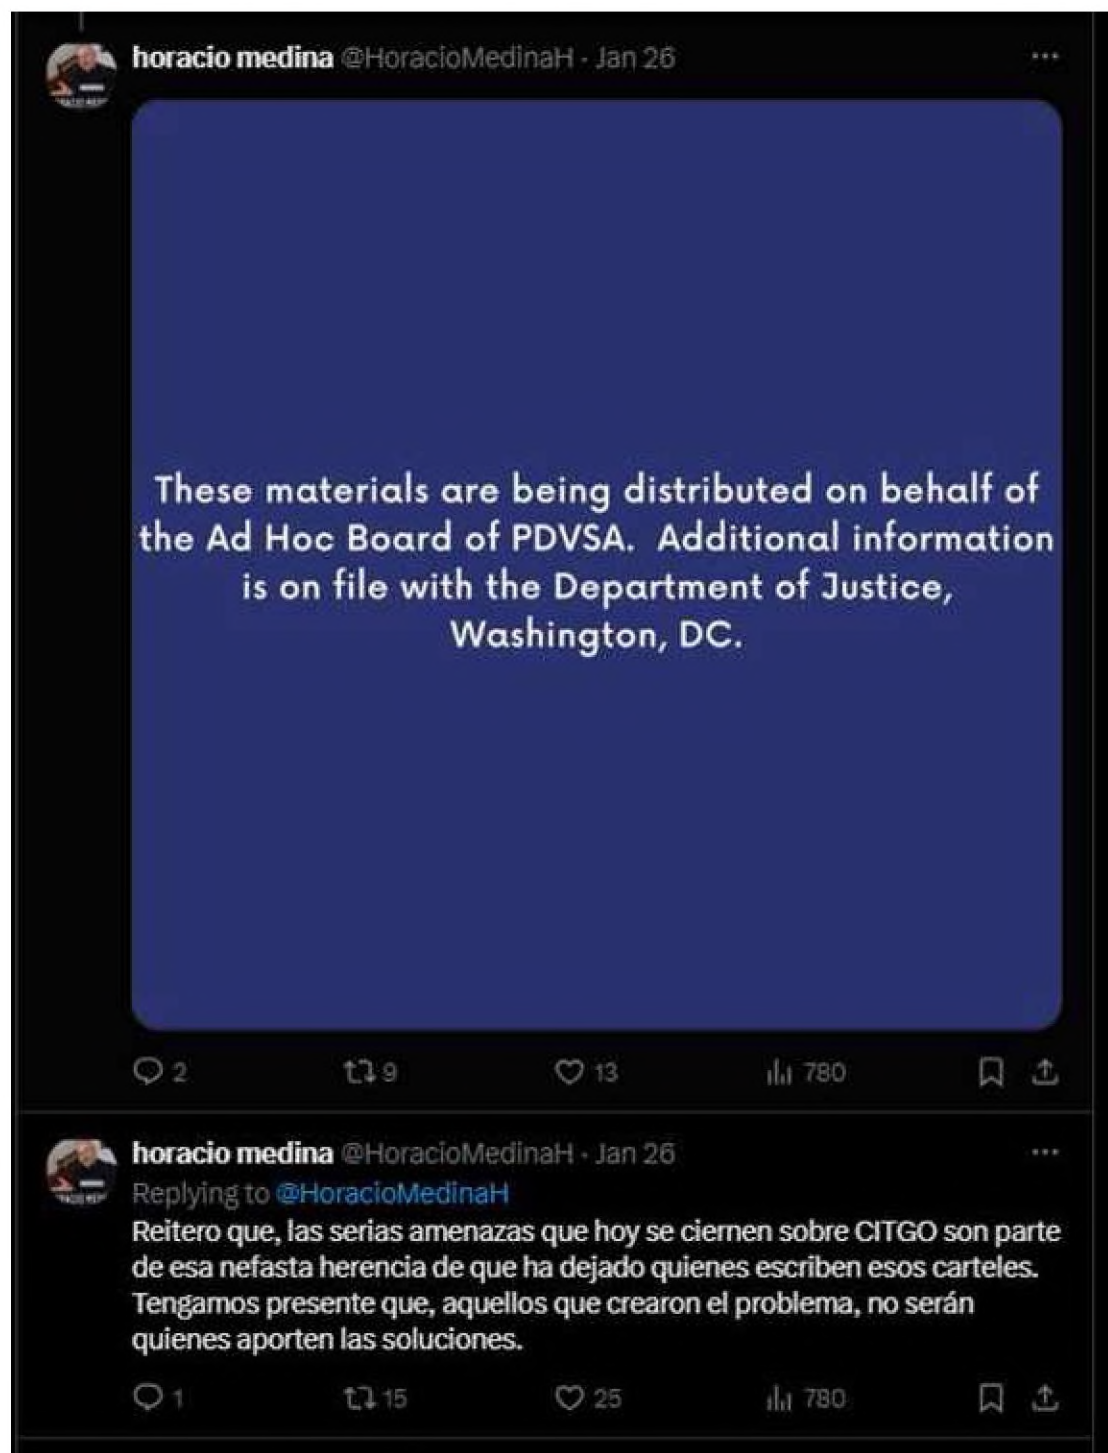 horacio medina @HoracioMedinaH · Jan 26
These materials are being distributed on behalf of
the Ad Hoc Board of PDVSA. Additional information
is on file with the Department of Justice,
Washington, DC.
2 9 13 780
horacio medina @HoracioMedinaH · Jan 26
Replying to @HoracioMedinaH
Reitero que, las serias amenazas que hoy se ciernen sobre CITGO son parte
de esa nefasta herencia de que ha dejado quienes escriben esos carteles.
Tengamos presente que, aquellos que crearon el problema, no serán
quienes aporten las soluciones.
1 15 25 780